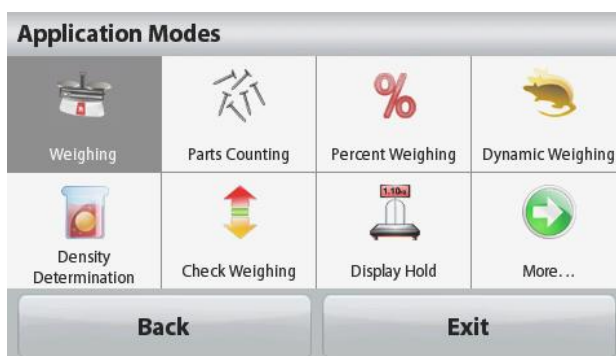 Application Modes
Weighing
Parts Counting
%
Percent Weighing
Dynamic Weighing
Density
Determination
Check Weighing
1.10kg
Display Hold
More...
Back
Exit